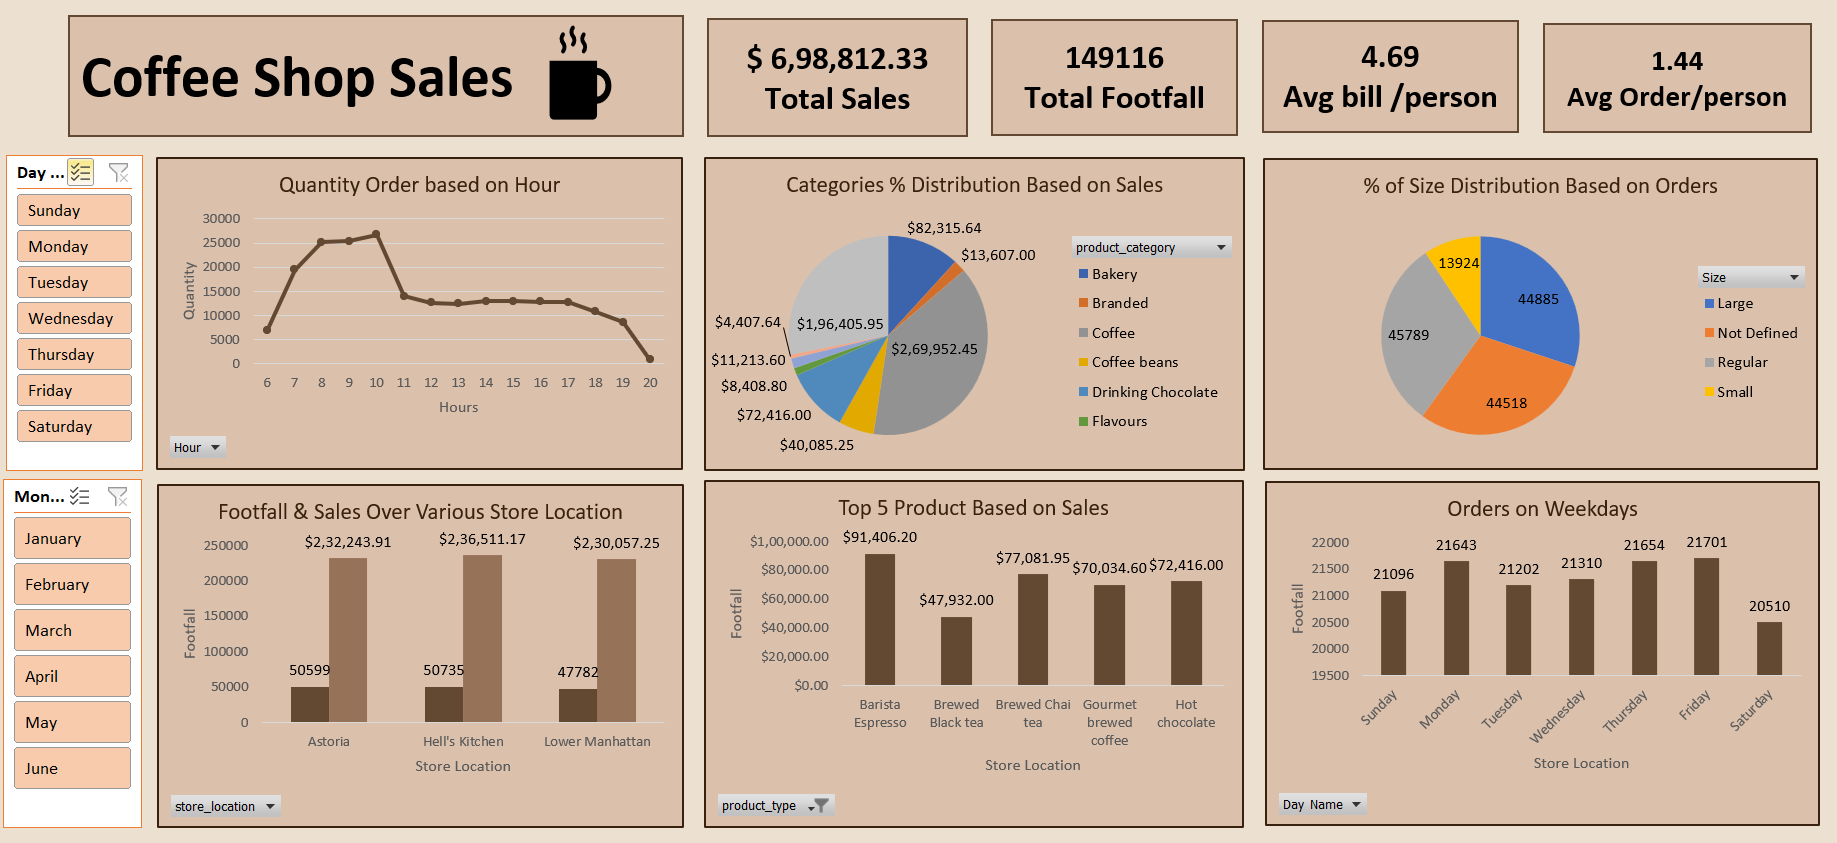 Coffee Shop Sales
$ 6,98,812.33
Total Sales
149116
Total Footfall
4.69
Avg bill /person
1.44
Avg Order/person
Day ...
Sunday
Monday
Tuesday
Wednesday
Thursday
Friday
Saturday
Mon...
January
February
March
April
May
June
Quantity Order based on Hour
Quantity
30000
25000
20000
15000
10000
5000
0
6 7 8 9 10 11 12 13 14 15 16 17 18 19 20
Hours
Hour
Categories % Distribution Based on Sales
$82,315.64
$13,607.00
$2,69,952.45
$40,085.25
$72,416.00
$8,408.80
$11,213.60
$4,407.64
$1,96,405.95
product_category
Bakery
Branded
Coffee
Coffee beans
Drinking Chocolate
Flavours
% of Size Distribution Based on Orders
13924
44885
45789
44518
Size
Large
Not Defined
Regular
Small
Footfall & Sales Over Various Store Location
Footfall
250000
200000
150000
100000
50000
0
$2,32,243.91
$2,36,511.17
$2,30,057.25
50599
50735
47782
Astoria
Hell's Kitchen
Lower Manhattan
Store Location
store_location
Top 5 Product Based on Sales
Footfall
$1,00,000.00
$80,000.00
$60,000.00
$40,000.00
$20,000.00
$0.00
$91,406.20
$47,932.00
$77,081.95
$70,034.60
$72,416.00
Barista
Espresso
Brewed
Black tea
Brewed Chai
tea
Gourmet
brewed
coffee
Hot
chocolate
Store Location
product_type
Orders on Weekdays
Footfall
22000
21500
21000
20500
20000
19500
21096
21643
21202
21310
21654
21701
20510
Sunday
Monday
Tuesday
Wednesday
Thursday
Friday
Saturday
Store Location
Day Name